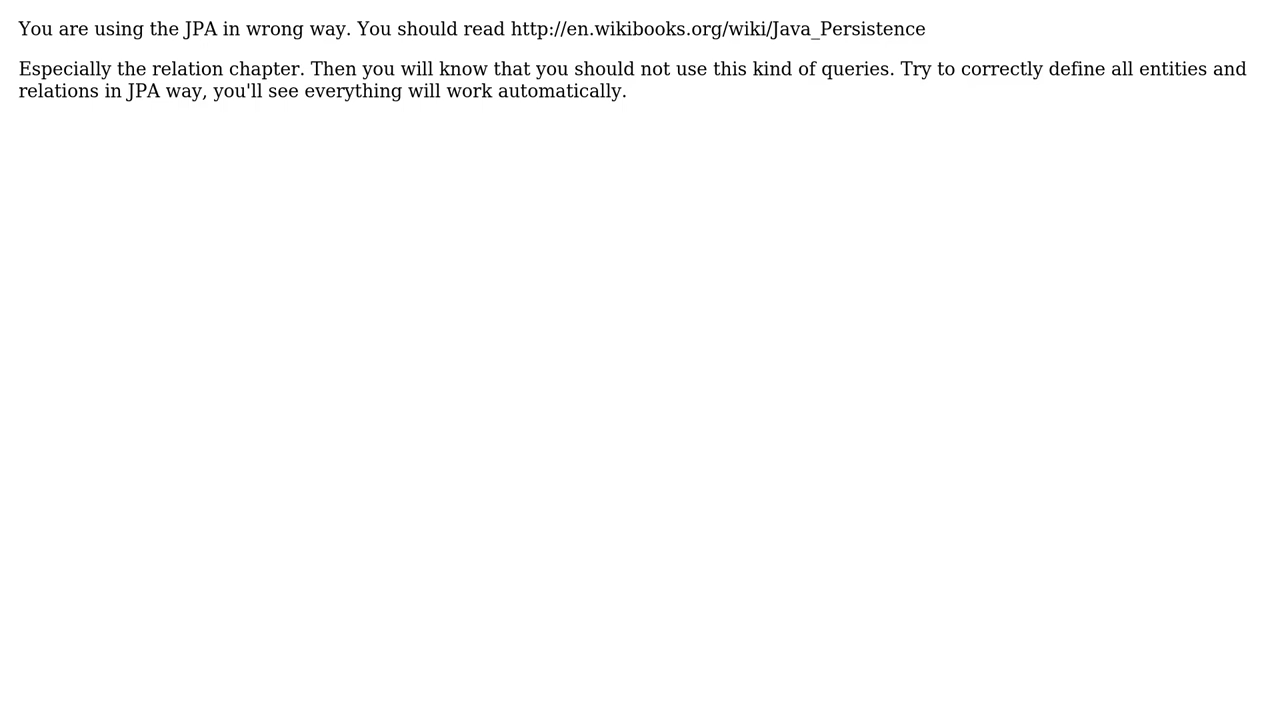 You are using the JPA in wrong way. You should read http://en.wikibooks.org/wiki/Java_Persistence
Especially the relation chapter. Then you will know that you should not use this kind of queries. Try to correctly define all entities and
relations in JPA way, you'll see everything will work automatically.